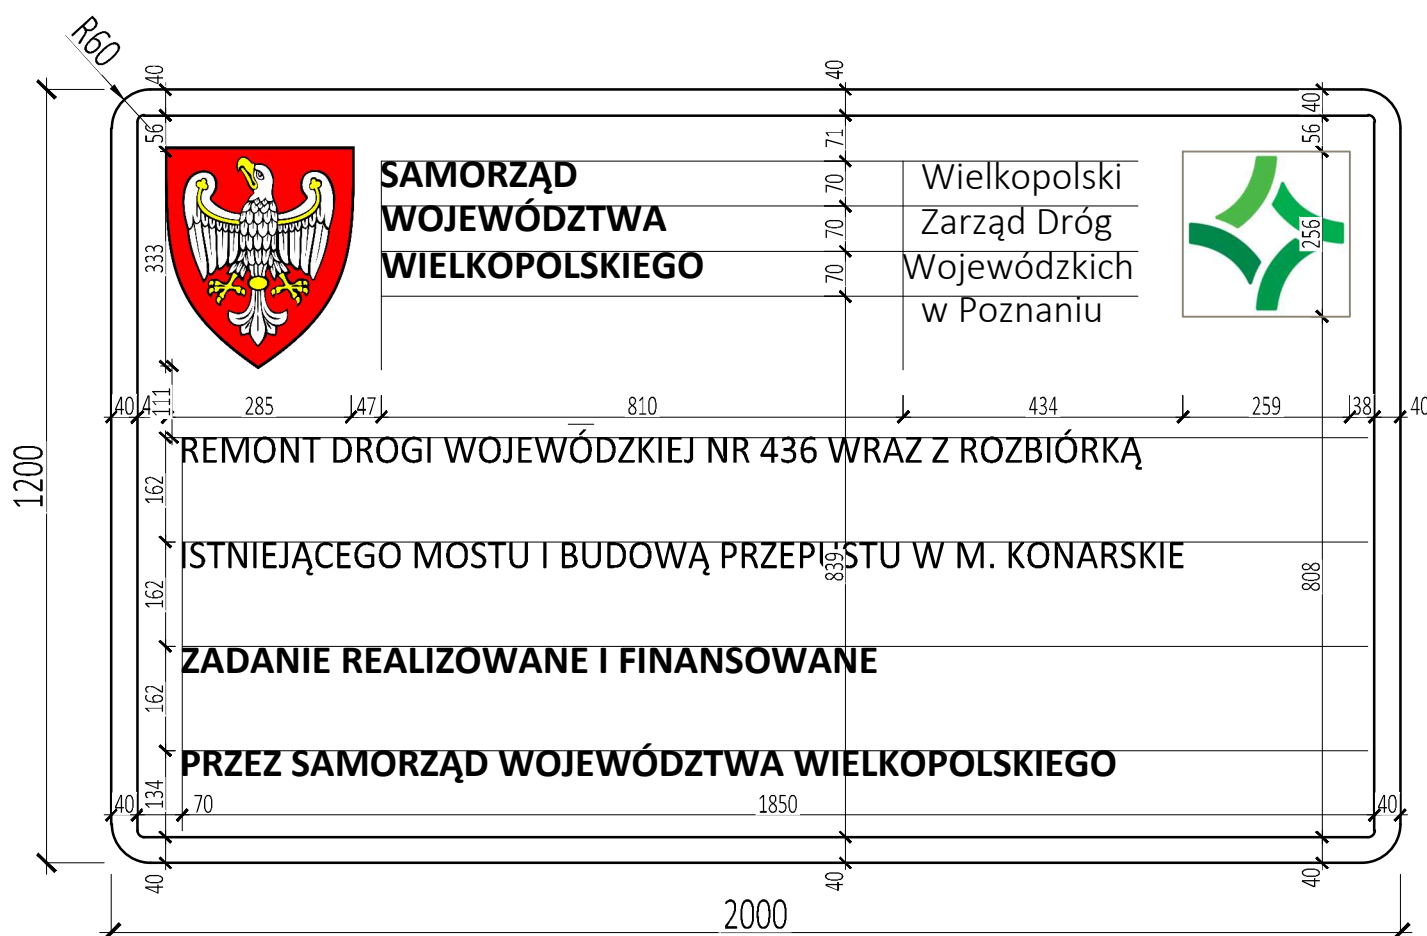 R60
40
40
40
56
71
56
SAMORZĄD
WOJEWÓDZTWA
WIELKOPOLSKIEGO
Wielkopolski
Zarząd Dróg
Wojewódzkich
w Poznaniu
70
70
70
333
256
40
111
285
47
810
434
259
38
40
1200
REMONT DROGI WOJEWÓDZKIEJ NR 436 WRAZ Z ROZBIÓRKĄ
162
ISTNIEJĄCEGO MOSTU I BUDOWĄ PRZEPUSTU W M. KONARSKIE
839
808
162
ZADANIE REALIZOWANE I FINANSOWANE
162
PRZEZ SAMORZĄD WOJEWÓDZTWA WIELKOPOLSKIEGO
40
134
70
1850
40
40
40
40
2000